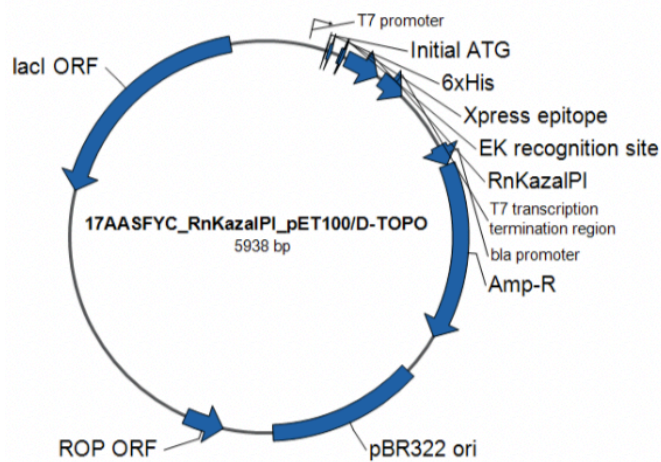 T7 promoter
Initial ATG
lacI ORF
6xHis
Xpress epitope
EK recognition site
RnKazalPI
17AASFYC_RnKazalPI_pET100/D-TOPO
5938 bp
T7 transcription
termination region
bla promoter
Amp-R
ROP ORF
pBR322 ori